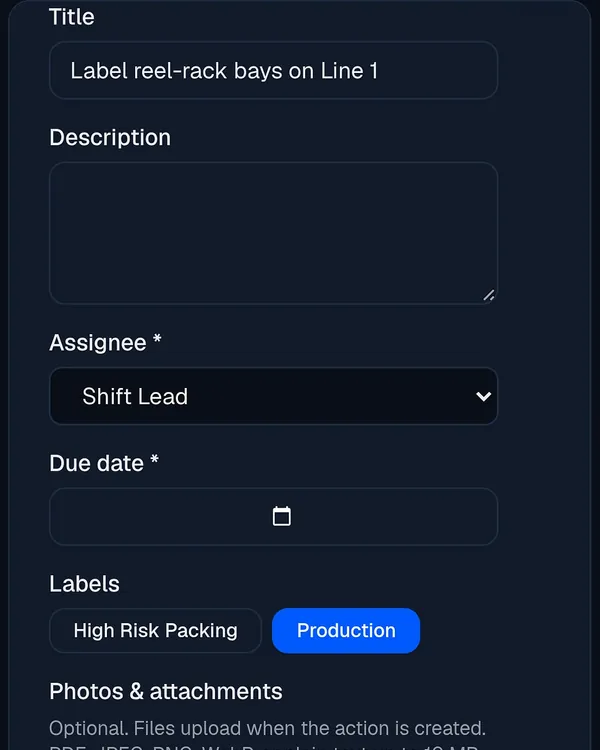 Title
Label reel-rack bays on Line 1
Description
Assignee *
Shift Lead
Due date *
Labels
High Risk Packing
Production
Photos & attachments
Optional. Files upload when the action is created.